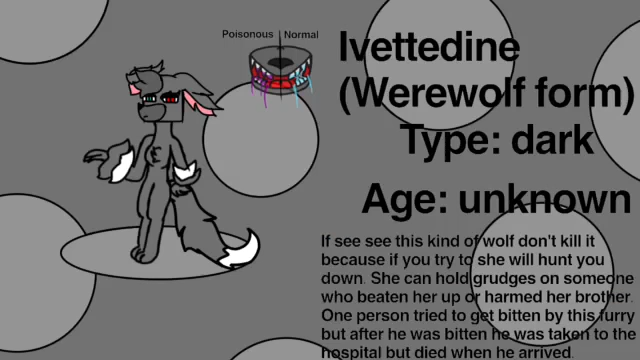 Poisonous Normal
Ivettedine
(Werewolf form)
Type: dark
Age: unknown
If see see this kind of wolf don't kill it
because if you try to she will hunt you
down. She can hold grudges on someone
who beaten her up or harmed her brother.
One person tried to get bitten by this furry
but after he was bitten he was taken to the
hospital but died when he arrived.